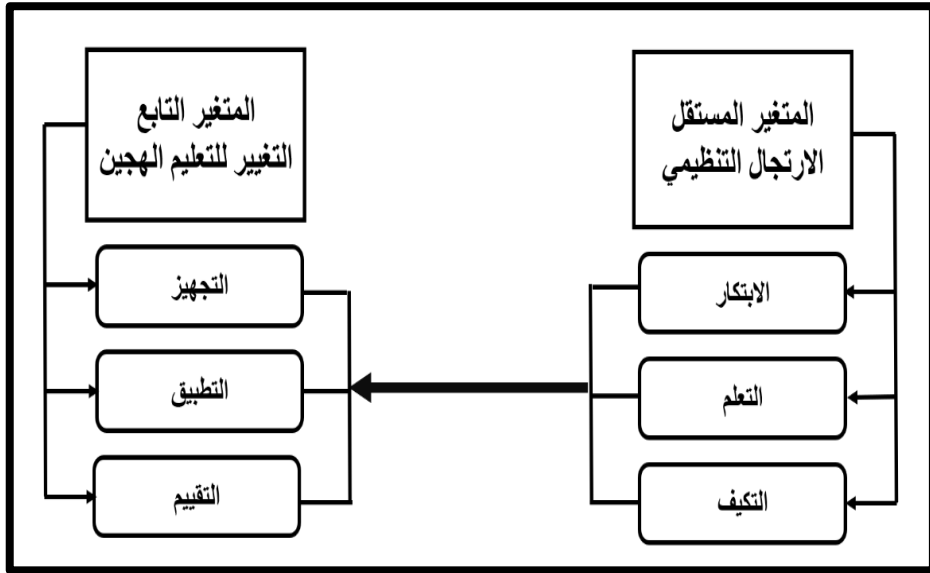 المتغير المستقل
الارتجال التنظيمي
الابتكار
التعلم
التكيف
المتغير التابع
التغيير للتعليم الهجين
التجهيز
التطبيق
التقييم